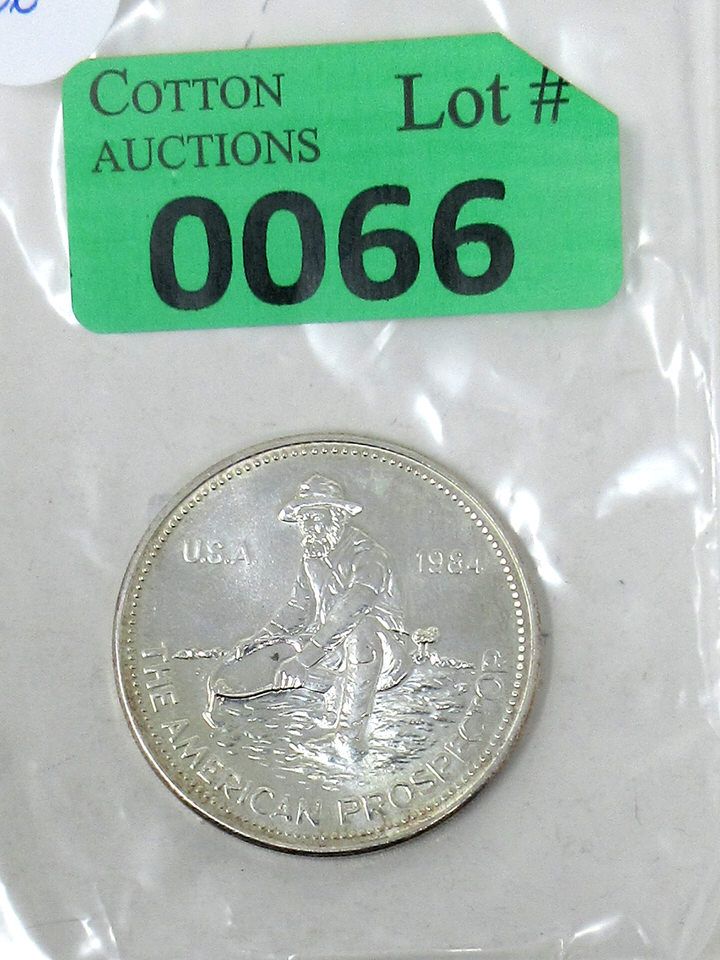 COTTON
AUCTIONS
Lot #
0066
U.S.A
1984
THE AMERICAN PROSPECTOR